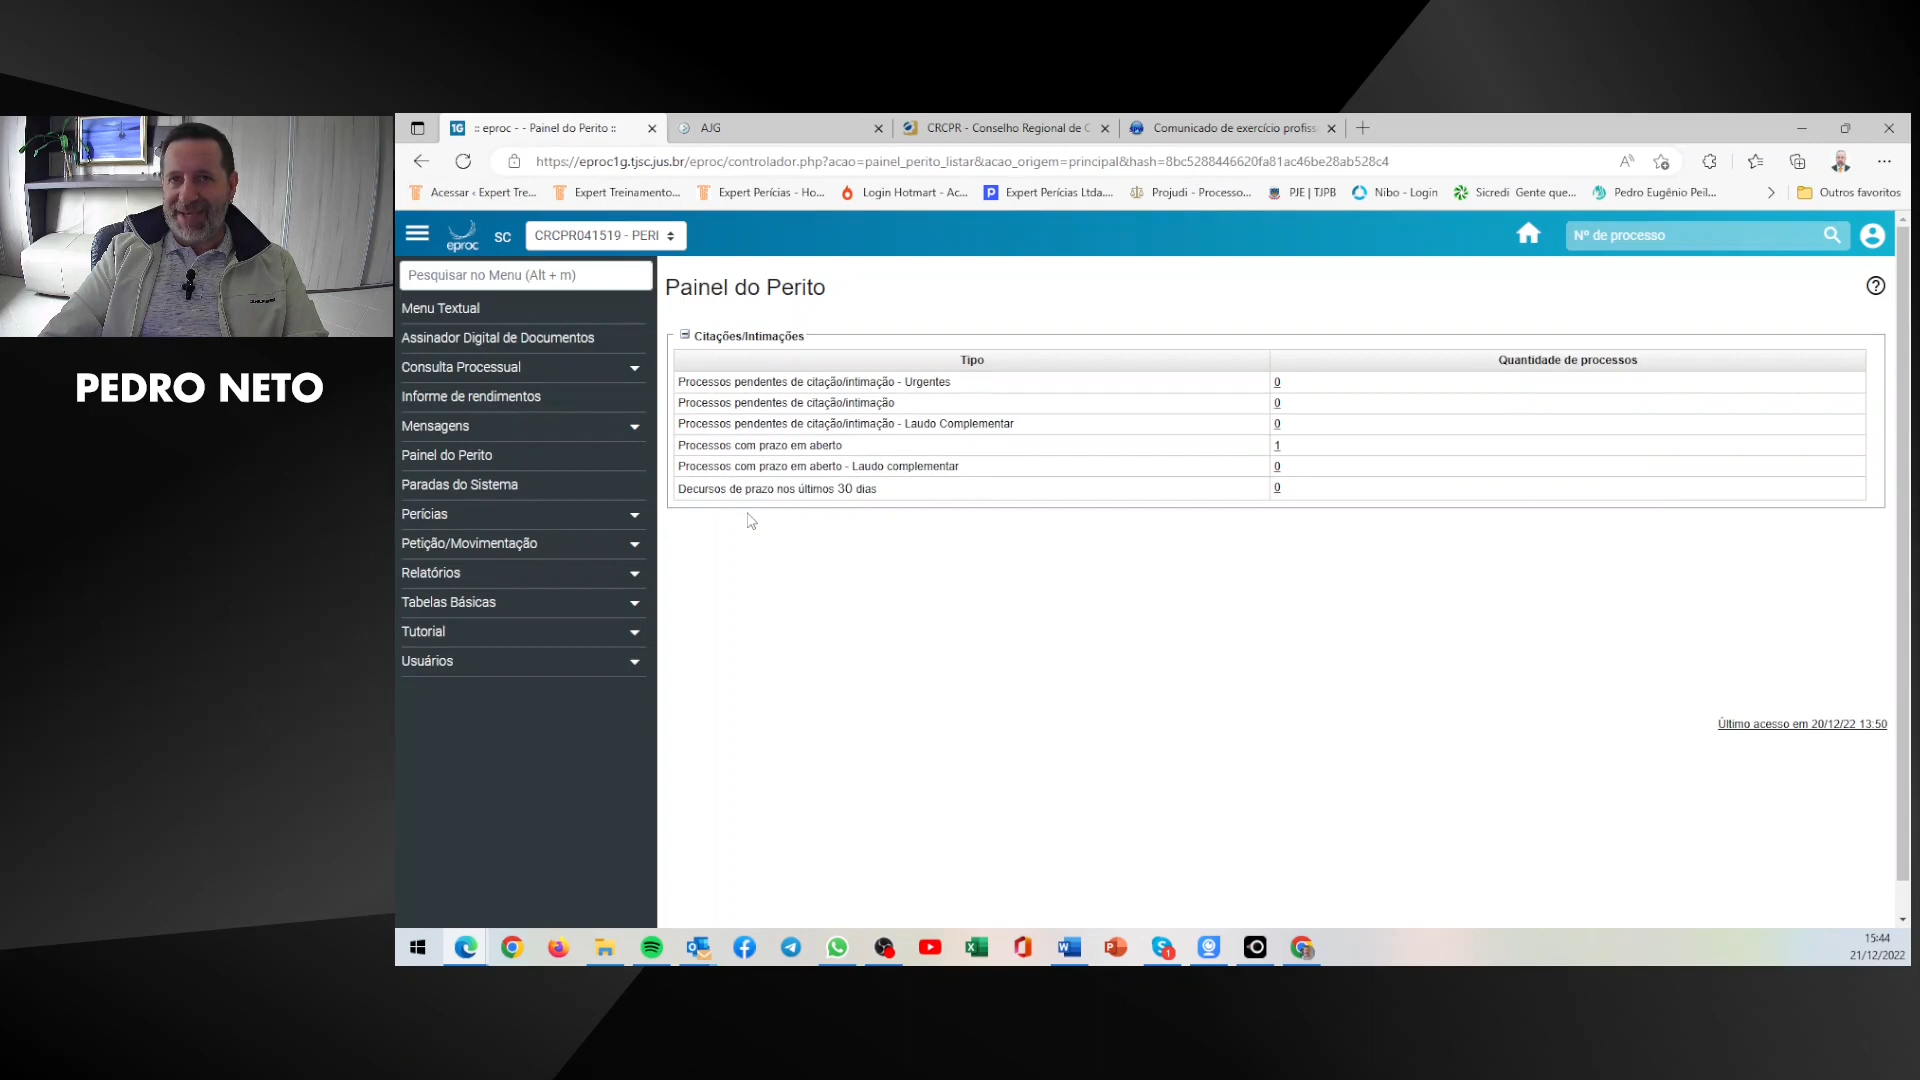 :: eproc - - Painel do Perito ::
AJG
CRCPR - Conselho Regional de C
Comunicado de exercício profiss
https://eproc1g.tjsc.jus.br/eproc/controlador.php?acao=painel_perito_listar&acao_origem=principal&hash=8bc5288446620fa81ac46be28ab528c4
Acessar ‹ Expert Tre...
Expert Treinamento...
Expert Perícias - Ho...
Login Hotmart - Ac...
Expert Perícias Ltda....
Projudi - Processo...
PJE | TJPB
Nibo - Login
Sicredi Gente que...
Pedro Eugênio Peil...
Outros favoritos
eproc
SC
CRCPR041519 - PERI
Nº de processo
Pesquisar no Menu (Alt + m)
Menu Textual
Assinador Digital de Documentos
Consulta Processual
Informe de rendimentos
Mensagens
Painel do Perito
Paradas do Sistema
Perícias
Petição/Movimentação
Relatórios
Tabelas Básicas
Tutorial
Usuários
Painel do Perito
Citações/Intimações
Tipo Quantidade de processos
Processos pendentes de citação/intimação - Urgentes 0
Processos pendentes de citação/intimação 0
Processos pendentes de citação/intimação - Laudo Complementar 0
Processos com prazo em aberto 1
Processos com prazo em aberto - Laudo complementar 0
Decursos de prazo nos últimos 30 dias 0
Último acesso em 20/12/22 13:50
PEDRO NETO
15:44
21/12/2022